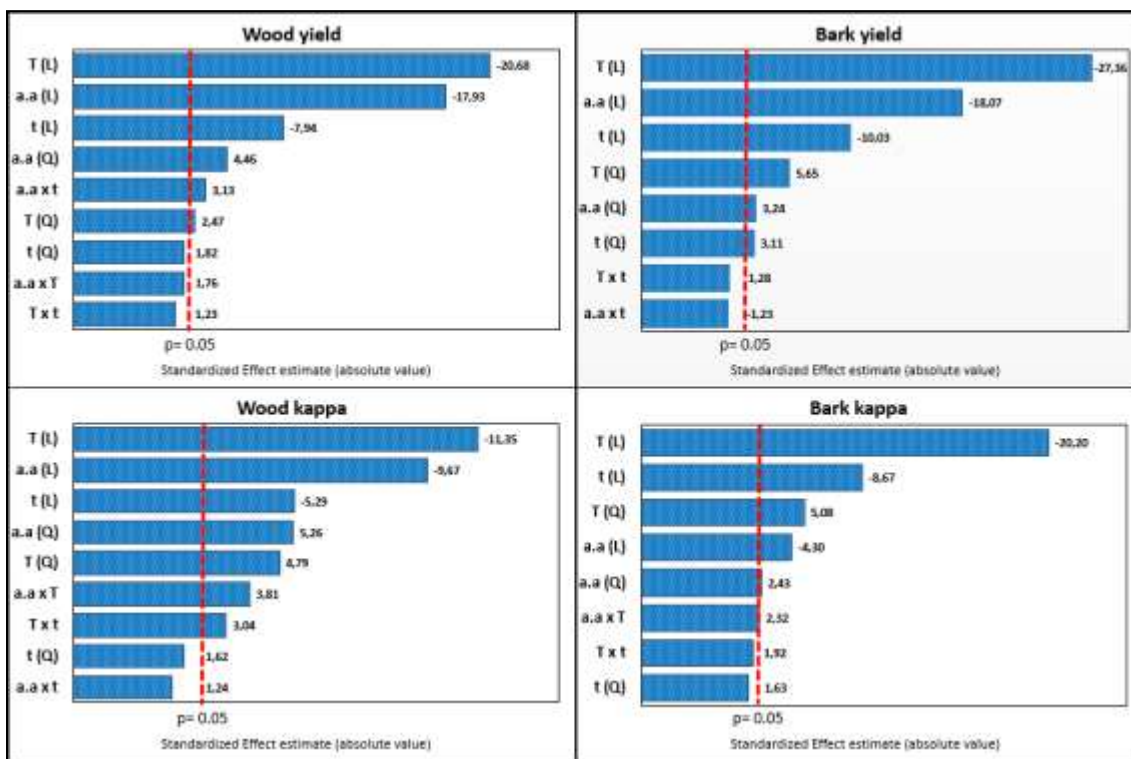 Wood yield
T (L) -20,68
a.a (L) -17,93
t (L) -7,94
a.a (Q) 4,46
a.a x t 3,13
T (Q) 2,47
t (Q) 1,82
a.a x T 1,76
T x t 1,23
p= 0.05
Standardized Effect estimate (absolute value)
Bark yield
T (L) -27,36
a.a (L) -18,07
t (L) -10,03
T (Q) 5,65
a.a (Q) 3,24
t (Q) 3,11
T x t 1,28
a.a x t -1,23
p= 0.05
Standardized Effect estimate (absolute value)
Wood kappa
T (L) -11,35
a.a (L) -9,67
t (L) -5,29
a.a (Q) 5,26
T (Q) 4,79
a.a x T 3,81
T x t 3,04
t (Q) 1,62
a.a x t 1,24
p= 0.05
Standardized Effect estimate (absolute value)
Bark kappa
T (L) -20,20
t (L) -8,67
T (Q) 5,08
a.a (L) -4,30
a.a (Q) 2,43
a.a x T 2,32
T x t 1,92
t (Q) 1,63
p= 0.05
Standardized Effect estimate (absolute value)